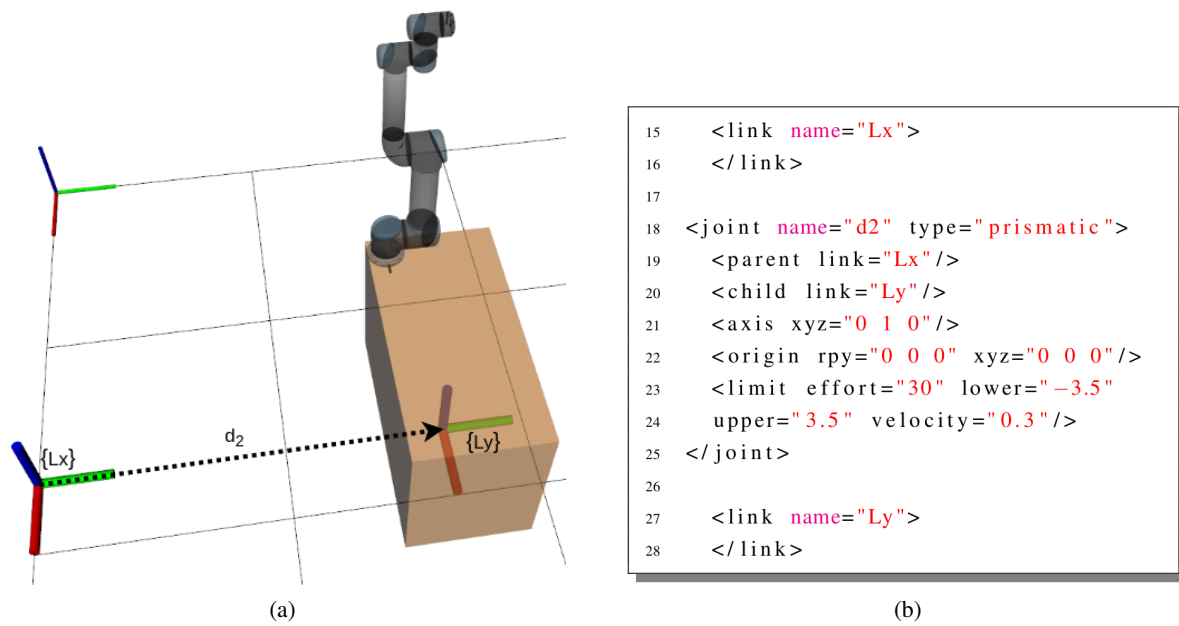 {Lx}
d2
{Ly}
(a)
15 <link name="Lx">
16 </link>
17
18 <joint name="d2" type="prismatic">
19 <parent link="Lx"/>
20 <child link="Ly"/>
21 <axis xyz="0 1 0"/>
22 <origin rpy="0 0 0" xyz="0 0 0"/>
23 <limit effort="30" lower="−3.5"
24 upper="3.5" velocity="0.3"/>
25 </joint>
26
27 <link name="Ly">
28 </link>
(b)